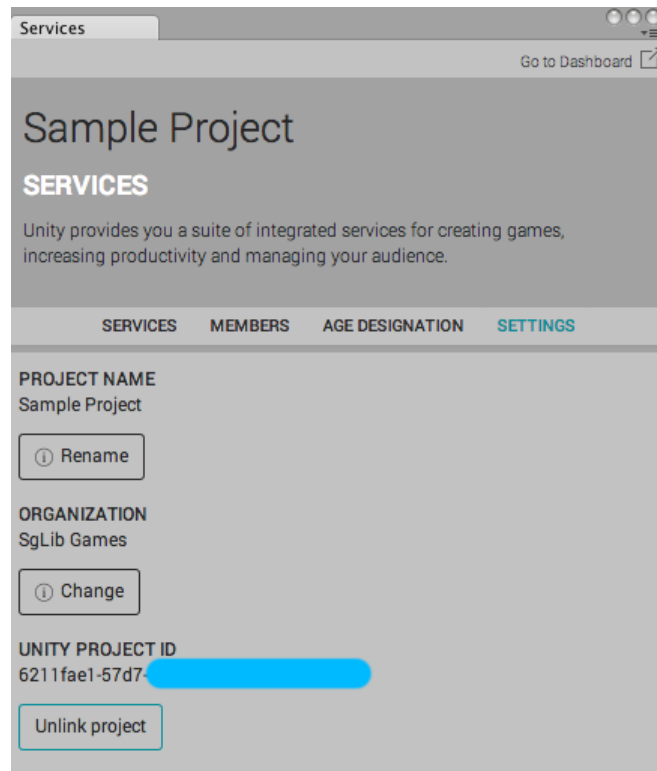 Services
Go to Dashboard
Sample Project
SERVICES
Unity provides you a suite of integrated services for creating games,
increasing productivity and managing your audience.
SERVICES MEMBERS AGE DESIGNATION SETTINGS
PROJECT NAME
Sample Project
Rename
ORGANIZATION
SgLib Games
Change
UNITY PROJECT ID
6211fae1-57d7-
Unlink project